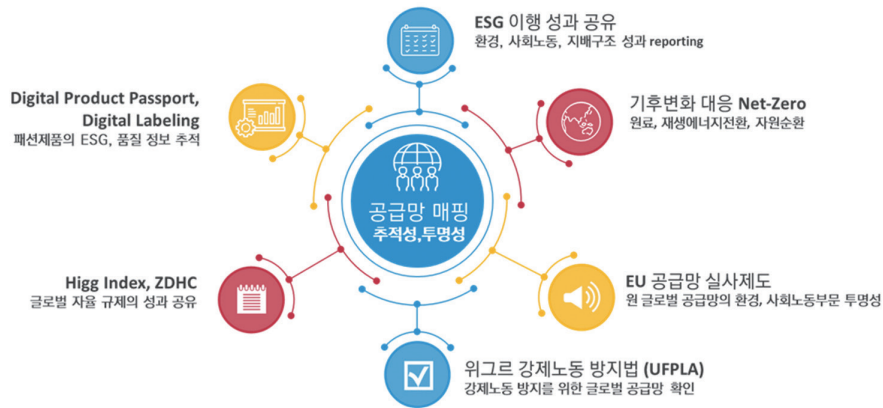 ESG 이행 성과 공유
환경, 사회노동, 지배구조 성과 reporting
Digital Product Passport,
Digital Labeling
패션제품의 ESG, 품질 정보 추적
기후변화 대응 Net-Zero
원료, 재생에너지전환, 자원순환
공급망 매핑
추적성,투명성
Higg Index, ZDHC
글로벌 자율 규제의 성과 공유
EU 공급망 실사제도
원 글로벌 공급망의 환경, 사회노동부문 투명성
위그르 강제노동 방지법 (UFPLA)
강제노동 방지를 위한 글로벌 공급망 확인